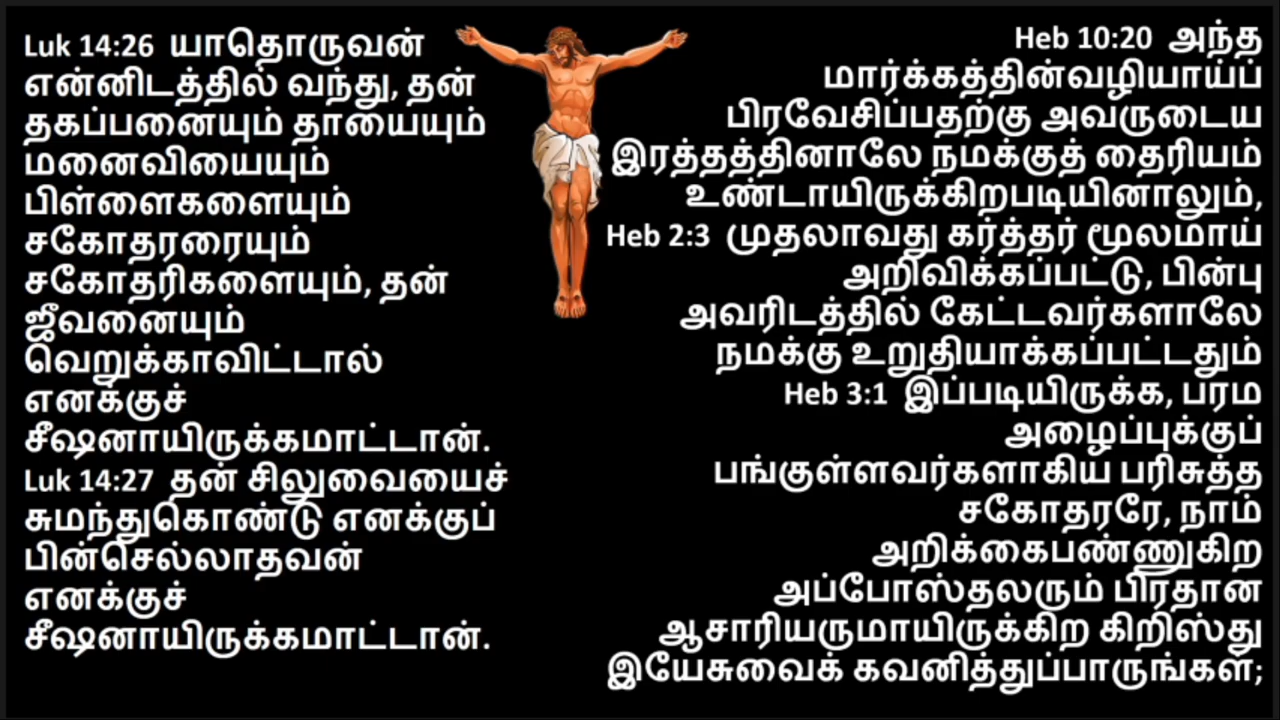 Luk 14:26 யாதொருவன்
என்னிடத்தில் வந்து, தன்
தகப்பனையும் தாயையும்
மனைவியையும்
பிள்ளைகளையும்
சகோதரரையும்
சகோதரிகளையும், தன்
ஜீவனையும்
வெறுக்காவிட்டால்
எனக்குச்
சீஷனாயிருக்கமாட்டான்.
Luk 14:27 தன் சிலுவையைச்
சுமந்துகொண்டு எனக்குப்
பின்செல்லாதவன்
எனக்குச்
சீஷனாயிருக்கமாட்டான்.
Heb 10:20 அந்த
மார்க்கத்தின்வழியாய்ப்
பிரவேசிப்பதற்கு அவருடைய
இரத்தத்தினாலே நமக்குத் தைரியம்
உண்டாயிருக்கிறபடியினாலும்,
Heb 2:3 முதலாவது கர்த்தர் மூலமாய்
அறிவிக்கப்பட்டு, பின்பு
அவரிடத்தில் கேட்டவர்களாலே
நமக்கு உறுதியாக்கப்பட்டதும்
Heb 3:1 இப்படியிருக்க, பரம
அழைப்புக்குப்
பங்குள்ளவர்களாகிய பரிசுத்த
சகோதரரே, நாம்
அறிக்கைபண்ணுகிற
அப்போஸ்தலரும் பிரதான
ஆசாரியருமாயிருக்கிற கிறிஸ்து
இயேசுவைக் கவனித்துப்பாருங்கள்;